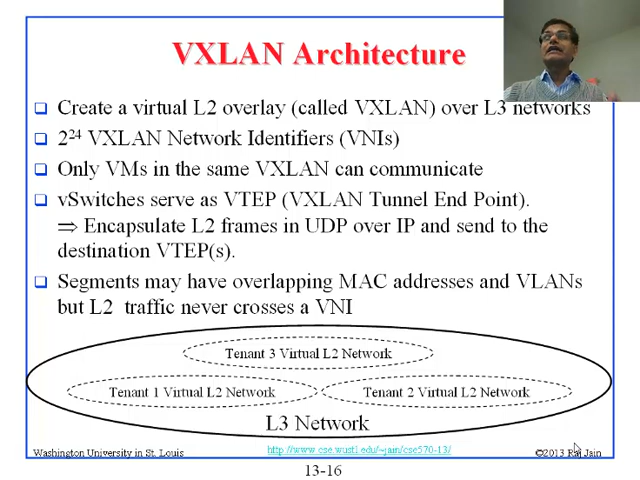 VXLAN Architecture
Create a virtual L2 overlay (called VXLAN) over L3 networks
2²⁴ VXLAN Network Identifiers (VNIs)
Only VMs in the same VXLAN can communicate
vSwitches serve as VTEP (VXLAN Tunnel End Point).
⇒ Encapsulate L2 frames in UDP over IP and send to the
destination VTEP(s).
Segments may have overlapping MAC addresses and VLANs
but L2 traffic never crosses a VNI
Tenant 3 Virtual L2 Network
Tenant 1 Virtual L2 Network
Tenant 2 Virtual L2 Network
L3 Network
Washington University in St. Louis
http://www.cse.wustl.edu/~jain/cse570-13/
©2013 Raj Jain
13-16